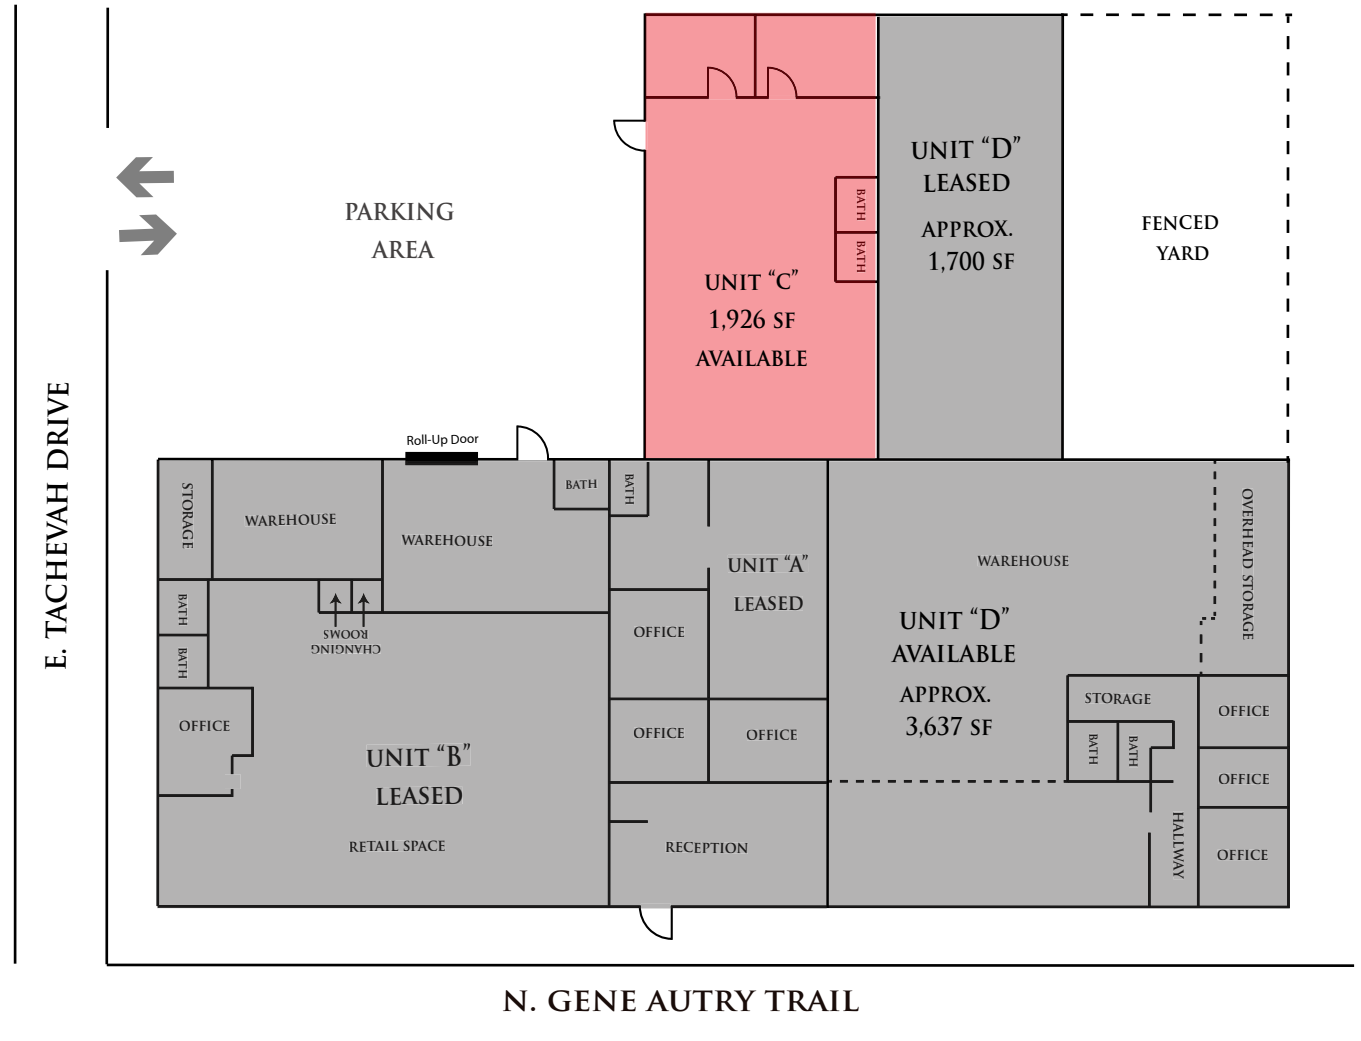 UNIT “D”
LEASED
APPROX.
1,700 SF
PARKING
AREA
BATH
BATH
FENCED
YARD
UNIT “C”
1,926 SF
AVAILABLE
E. TACHEVAH DRIVE
Roll-Up Door
STORAGE
WAREHOUSE
WAREHOUSE
BATH
BATH
UNIT “A”
LEASED
WAREHOUSE
OVERHEAD STORAGE
BATH
BATH
CHANGING
ROOMS
OFFICE
UNIT “D”
AVAILABLE
APPROX.
3,637 SF
STORAGE
OFFICE
OFFICE
OFFICE
OFFICE
BATH
BATH
OFFICE
UNIT “B”
LEASED
RETAIL SPACE
RECEPTION
HALLWAY
OFFICE
N. GENE AUTRY TRAIL